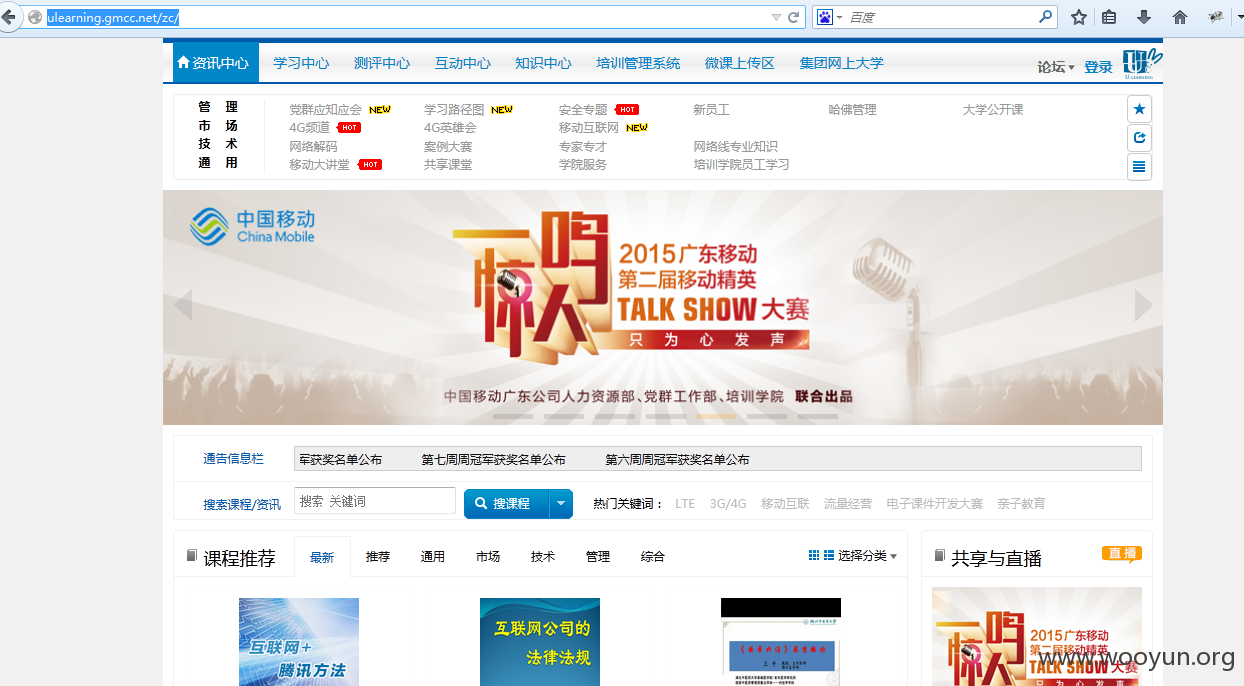 ulearning.gmcc.net/zc/
百度
资讯中心 学习中心 测评中心 互动中心 知识中心 培训管理系统 微课上传区 集团网上大学 论坛 登录
U-LEARNING
管 理 党群应知应会 NEW 学习路径图 NEW 安全专题 HOT 新员工 哈佛管理 大学公开课
市 场 4G频道 HOT 4G英雄会 移动互联网 NEW
技 术 网络解码 案例大赛 专家专才 网络线专业知识
通 用 移动大讲堂 HOT 共享课堂 学院服务 培训学院员工学习
中国移动
China Mobile
一鸣惊人
2015广东移动
第二届移动精英
TALK SHOW大赛
只为心发声
中国移动广东公司人力资源部、党群工作部、培训学院 联合出品
通告信息栏 军获奖名单公布 第七周周冠军获奖名单公布 第六周周冠军获奖名单公布
搜索课程/资讯 搜索 关键词 搜课程 热门关键词： LTE 3G/4G 移动互联 流量经营 电子课件开发大赛 亲子教育
课程推荐 最新 推荐 通用 市场 技术 管理 综合 选择分类
共享与直播 直播
互联网+
腾讯方法
互联网公司的
法律法规
一鸣惊人
2015广东移动
第二届移动精英
TALK SHOW大赛
www.wooyun.org